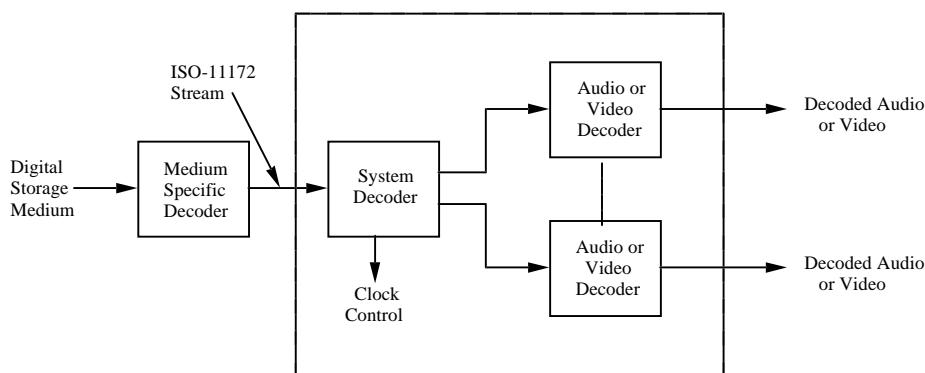 ISO-11172
Stream
Digital
Storage
Medium
Medium
Specific
Decoder
System
Decoder
Clock
Control
Audio or
Video
Decoder
Decoded Audio
or Video
Audio or
Video
Decoder
Decoded Audio
or Video